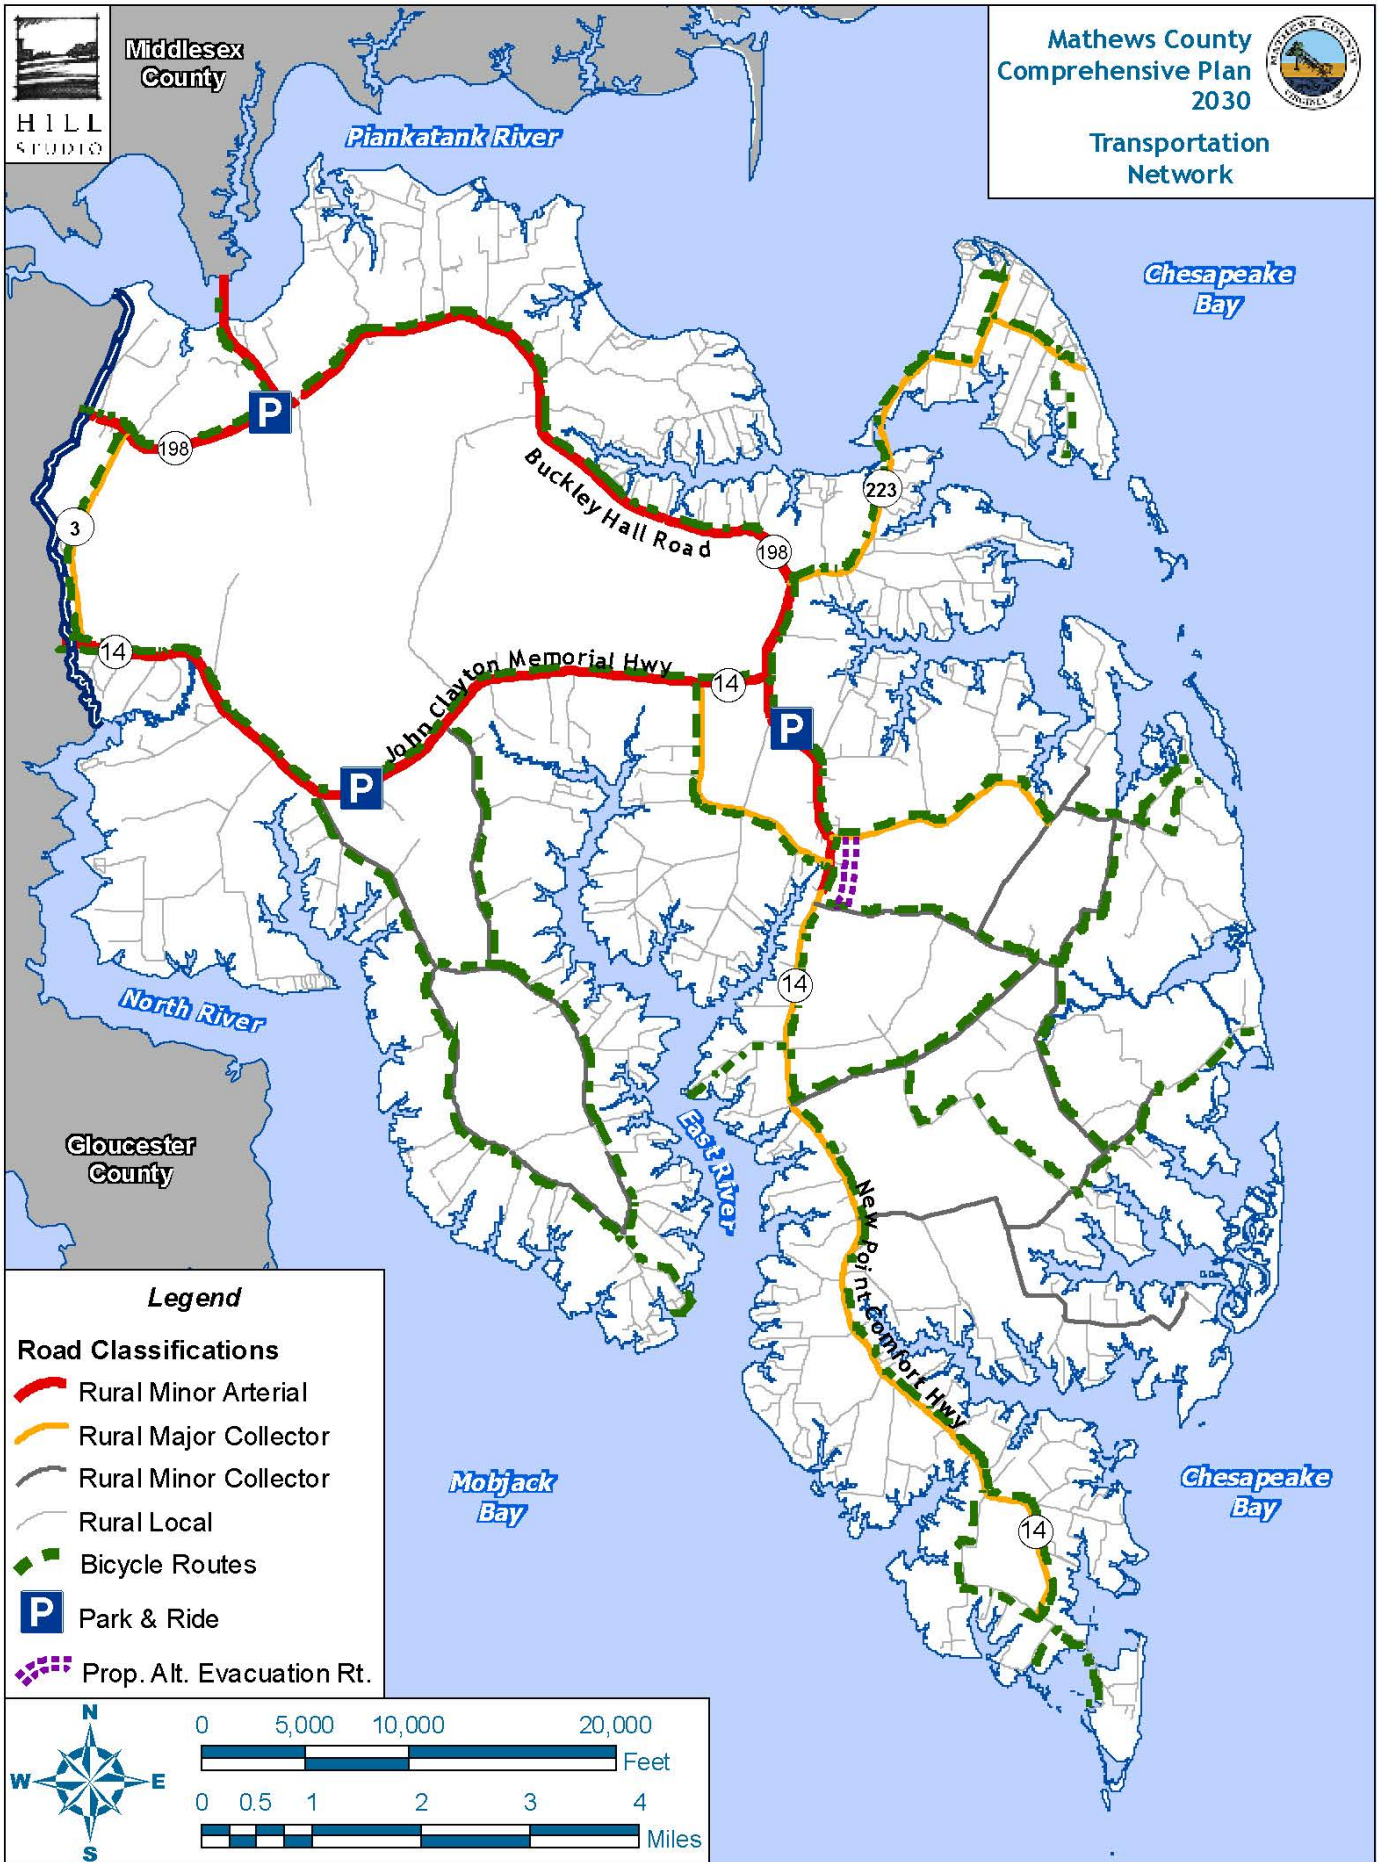 HILL
STUDIO
Middlesex
County
Mathews County
Comprehensive Plan
2030
Transportation
Network
MATHEWS COUNTY
VIRGINIA
Piankatank River
Chesapeake
Bay
P
198
223
Buckley Hall Road
3
198
14
John Clayton Memorial Hwy
14
P
P
14
North River
East River
Gloucester
County
New Point Comfort Hwy
Mobjack
Bay
Chesapeake
Bay
14
Legend
Road Classifications
Rural Minor Arterial
Rural Major Collector
Rural Minor Collector
Rural Local
Bicycle Routes
P Park & Ride
Prop. Alt. Evacuation Rt.
N
W E
S
0 5,000 10,000 20,000
Feet
0 0.5 1 2 3 4
Miles